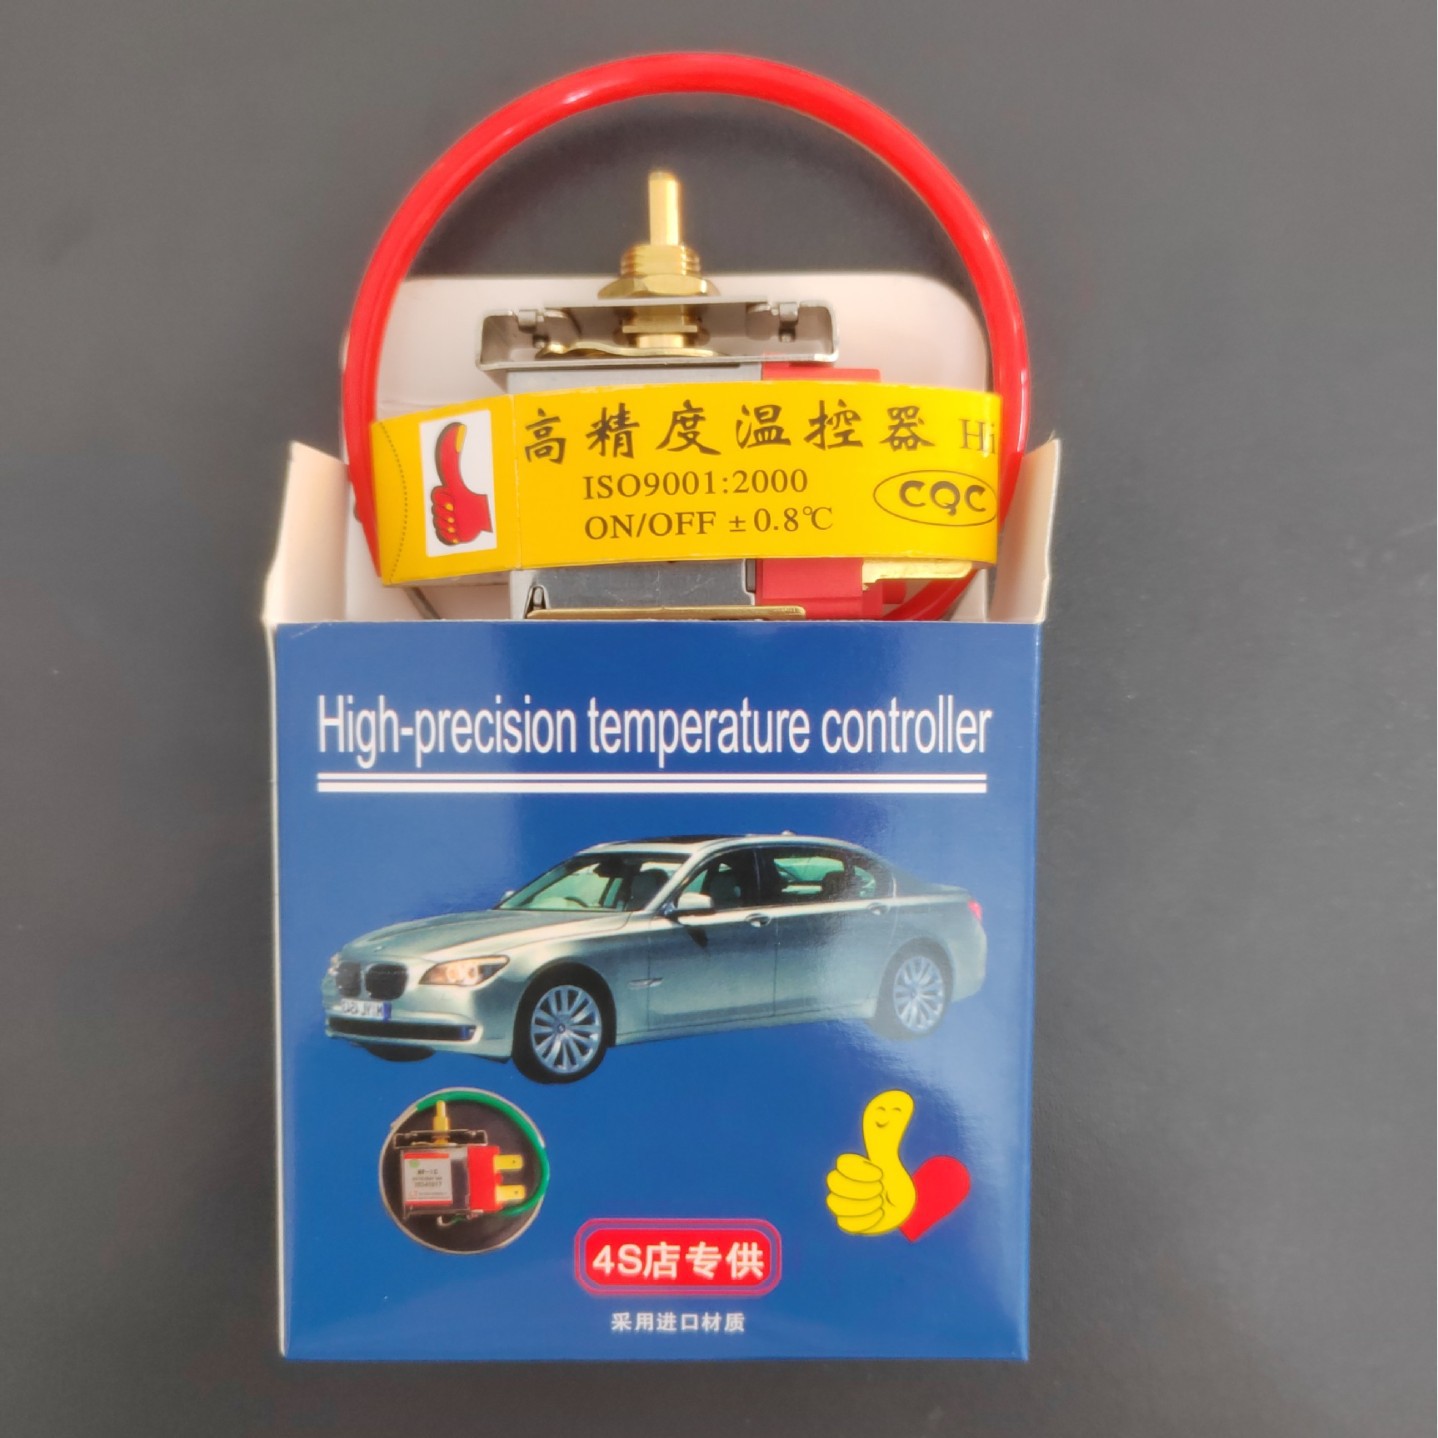 高精度温控器 Hi
ISO9001:2000
CQC
ON/OFF ±0.8℃
High-precision temperature controller
4S店专供
采用进口材质